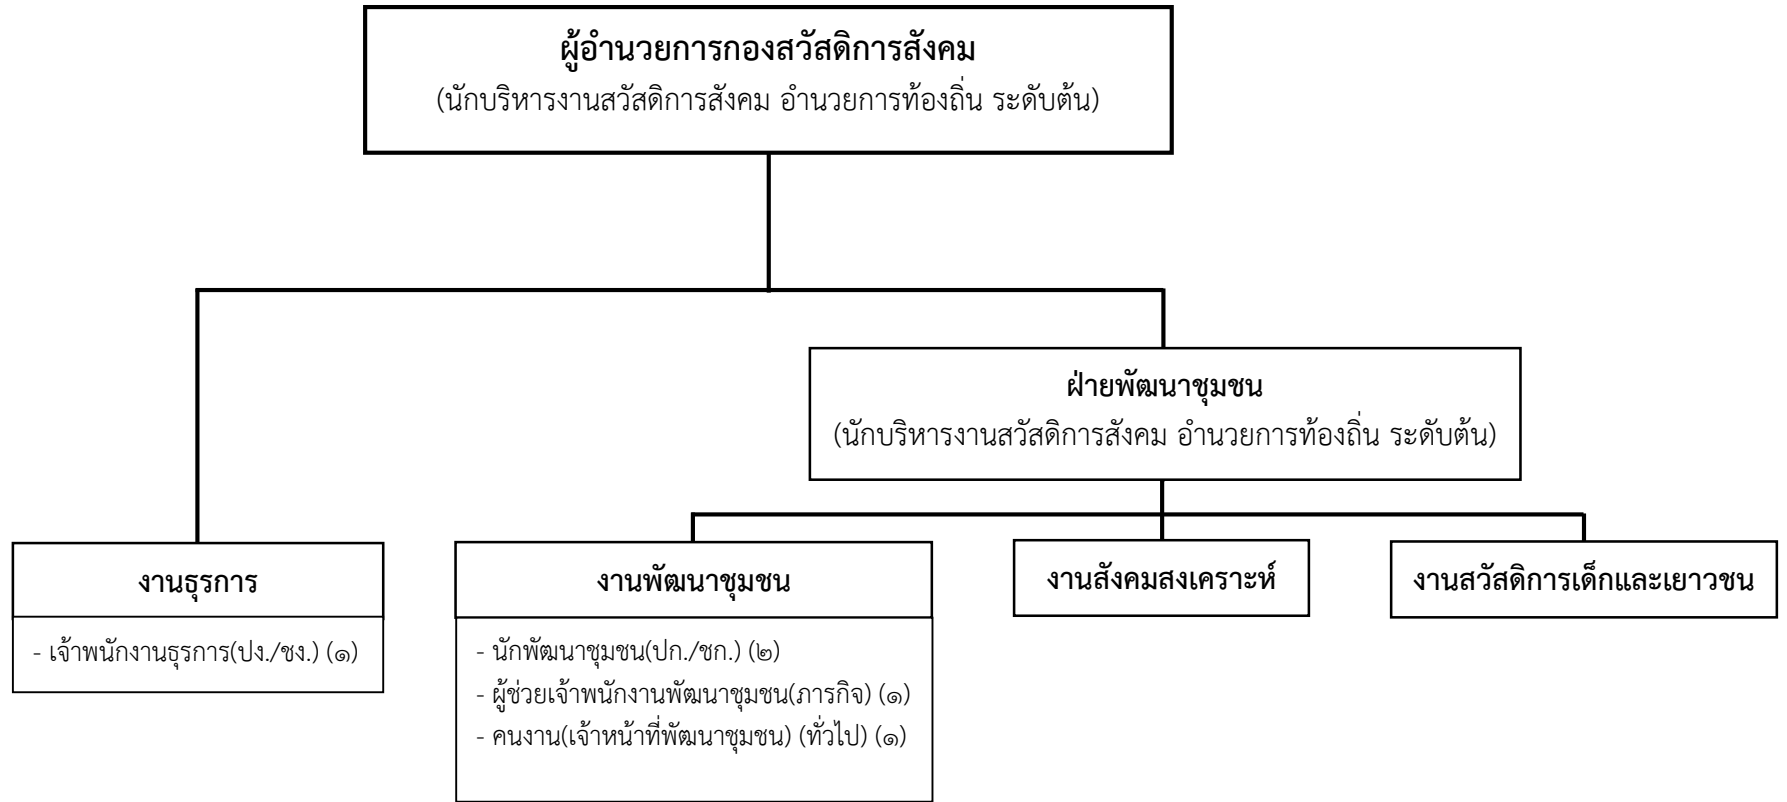 ผู้อำนวยการกองสวัสดิการสังคม
(นักบริหารงานสวัสดิการสังคม อำนวยการท้องถิ่น ระดับต้น)
ฝ่ายพัฒนาชุมชน
(นักบริหารงานสวัสดิการสังคม อำนวยการท้องถิ่น ระดับต้น)
งานธุรการ
- เจ้าพนักงานธุรการ(ปง./ชง.) (๑)
งานพัฒนาชุมชน
- นักพัฒนาชุมชน(ปก./ชก.) (๒)
- ผู้ช่วยเจ้าพนักงานพัฒนาชุมชน(ภารกิจ) (๑)
- คนงาน(เจ้าหน้าที่พัฒนาชุมชน) (ทั่วไป) (๑)
งานสังคมสงเคราะห์
งานสวัสดิการเด็กและเยาวชน